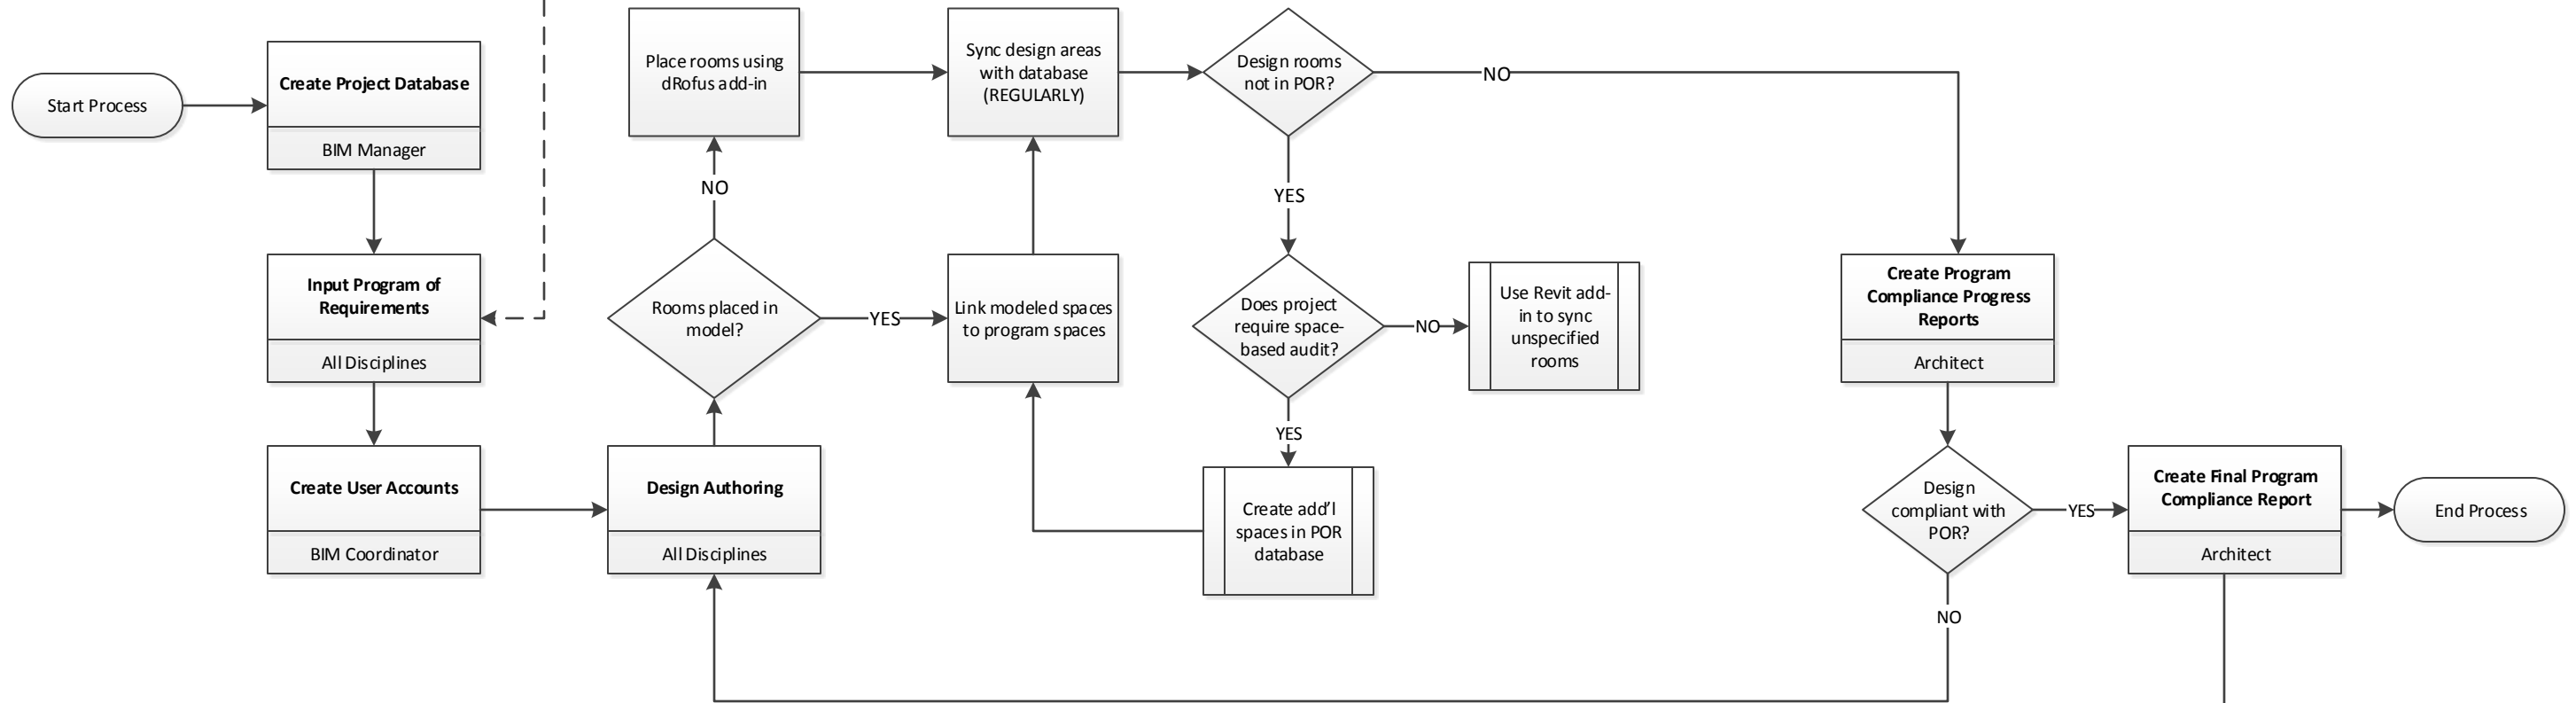 Start Process
Create Project Database
BIM Manager
Input Program of
Requirements
All Disciplines
Create User Accounts
BIM Coordinator
Design Authoring
All Disciplines
Rooms placed in
model?
NO
YES
Place rooms using
dRofus add-in
Link modeled spaces
to program spaces
Sync design areas
with database
(REGULARLY)
Design rooms
not in POR?
NO
YES
Does project
require space-
based audit?
NO
Use Revit add-
in to sync
unspecified
rooms
YES
Create add’l
spaces in POR
database
Create Program
Compliance Progress
Reports
Architect
Design
compliant with
POR?
YES
NO
Create Final Program
Compliance Report
Architect
End Process